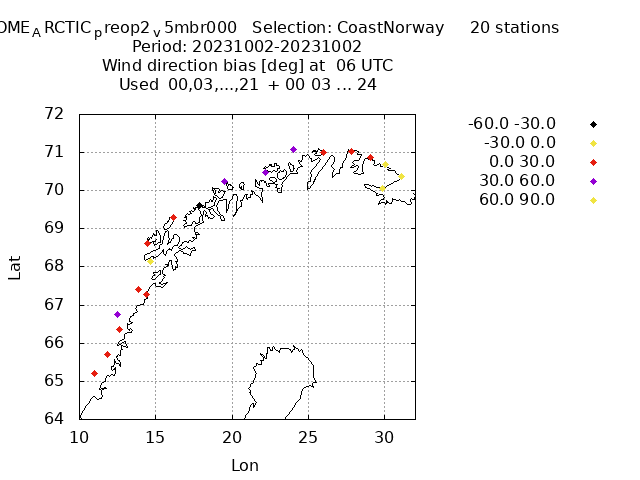 OME_A RCTIC_p reop2_v 5mbr000 Selection: CoastNorway 20 stations
Period: 20231002-20231002
Wind direction bias [deg] at 06 UTC
Used 00,03,...,21 + 00 03 ... 24
72
71
70
69
68
67
66
65
64
Lat
10 15 20 25 30
Lon
-60.0 -30.0
-30.0 0.0
0.0 30.0
30.0 60.0
60.0 90.0